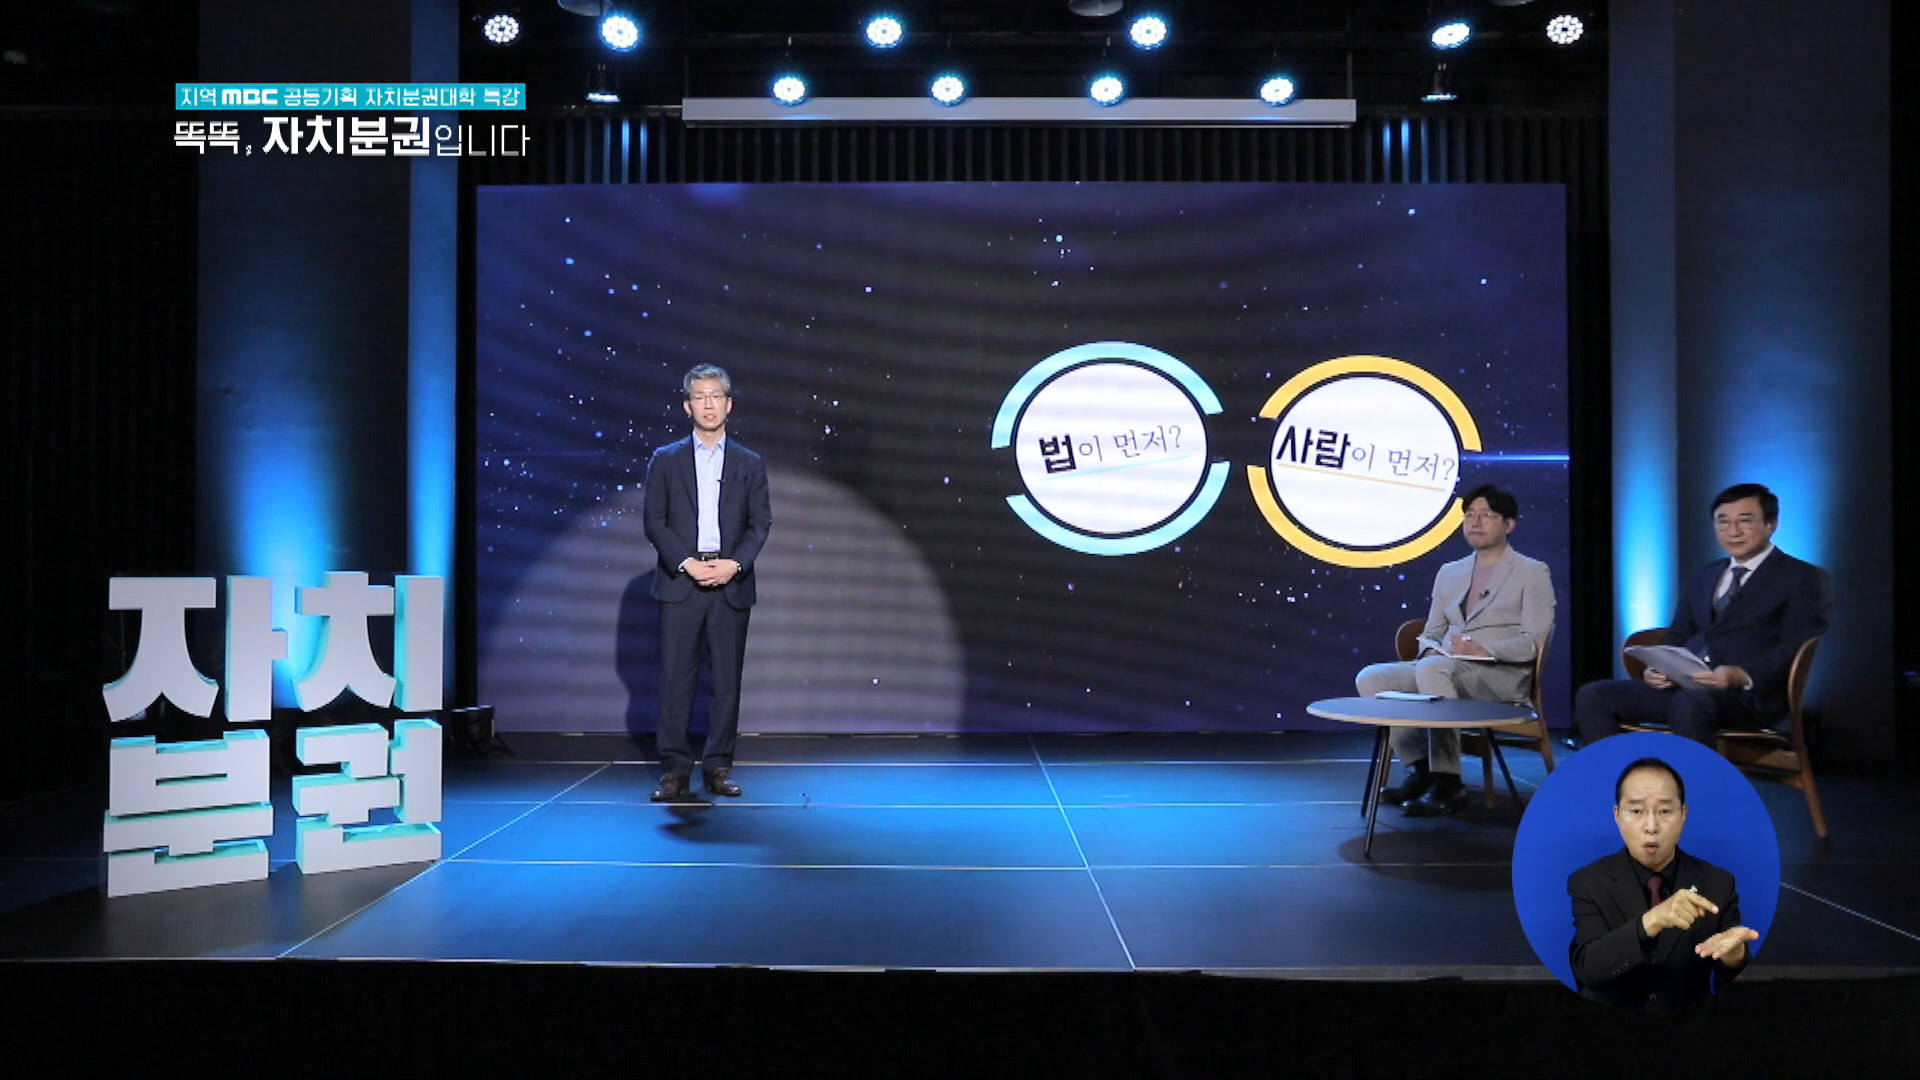 지역 MBC 공동기획 자치분권대학 특강
똑똑, 자치분권입니다
법이 먼저?
사람이 먼저?
자치
분권